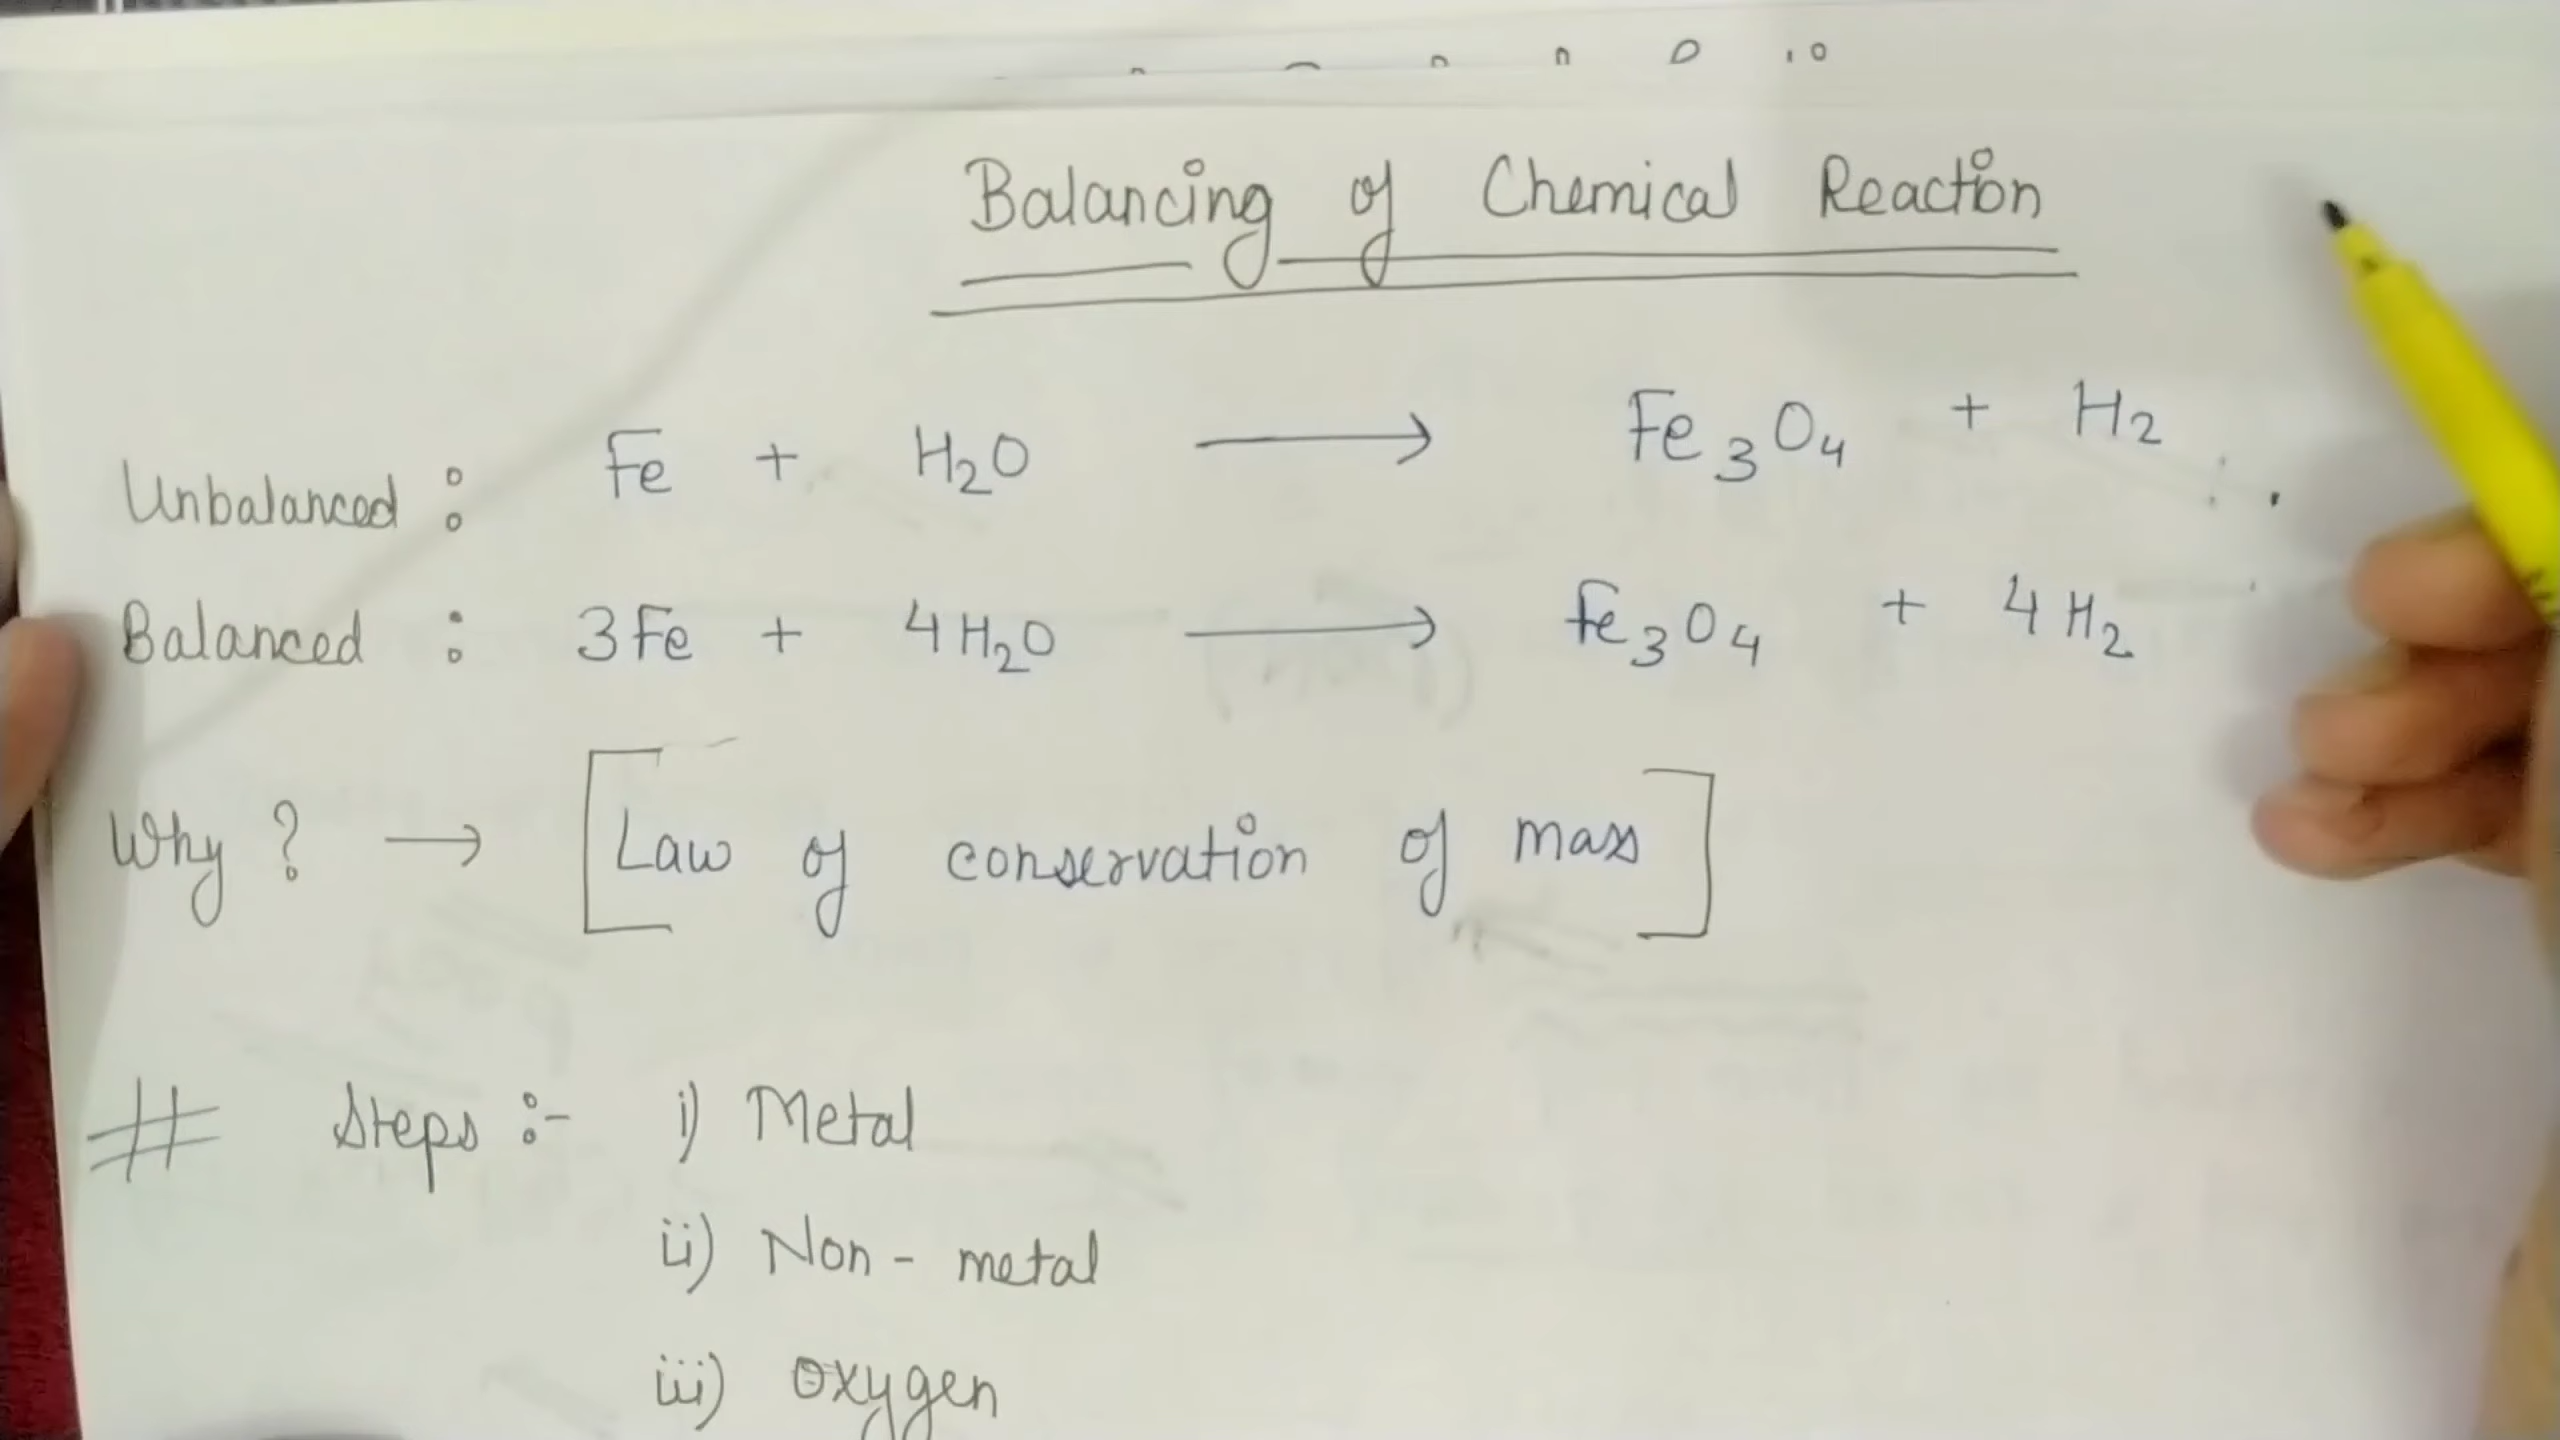 Balancing of Chemical Reaction
Unbalanced : Fe + H₂O ⟶ Fe₃O₄ + H₂
Balanced : 3Fe + 4H₂O ⟶ Fe₃O₄ + 4H₂
Why ? → [Law of conservation of mass]
# Steps :- i) Metal
ii) Non - metal
iii) Oxygen